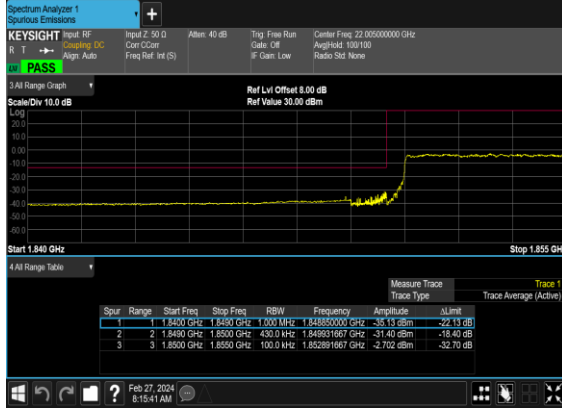 Spectrum Analyzer 1
Spurious Emissions
+
KEYSIGHT Input: RF Input Z: 50 Ω Atten: 40 dB Trig: Free Run Center Freq: 22.005000000 GHz
R T Coupling: DC Corr CCorr Gate: Off Avg|Hold: 100/100
Align: Auto Freq Ref: Int (S) IF Gain: Low Radio Std: None
PASS
3 All Range Graph Ref Lvl Offset 8.00 dB
Scale/Div 10.0 dB Ref Value 30.00 dBm
Log
20.0
10.0
0.00
-10.0
-20.0
-30.0
-40.0
-50.0
-60.0
Start 1.840 GHz Stop 1.855 GH
4 All Range Table
Measure Trace Trace 1
Trace Type Trace Average (Active)
Spur Range Start Freq Stop Freq RBW Frequency Amplitude ΔLimit
1 1 1.8400 GHz 1.8490 GHz 1.000 MHz 1.848850000 GHz -35.13 dBm -22.13 dB
2 2 1.8490 GHz 1.8500 GHz 430.0 kHz 1.849931667 GHz -31.40 dBm -18.40 dB
3 3 1.8500 GHz 1.8550 GHz 100.0 kHz 1.852891667 GHz -2.702 dBm -32.70 dB
? Feb 27, 2024
8:15:41 AM